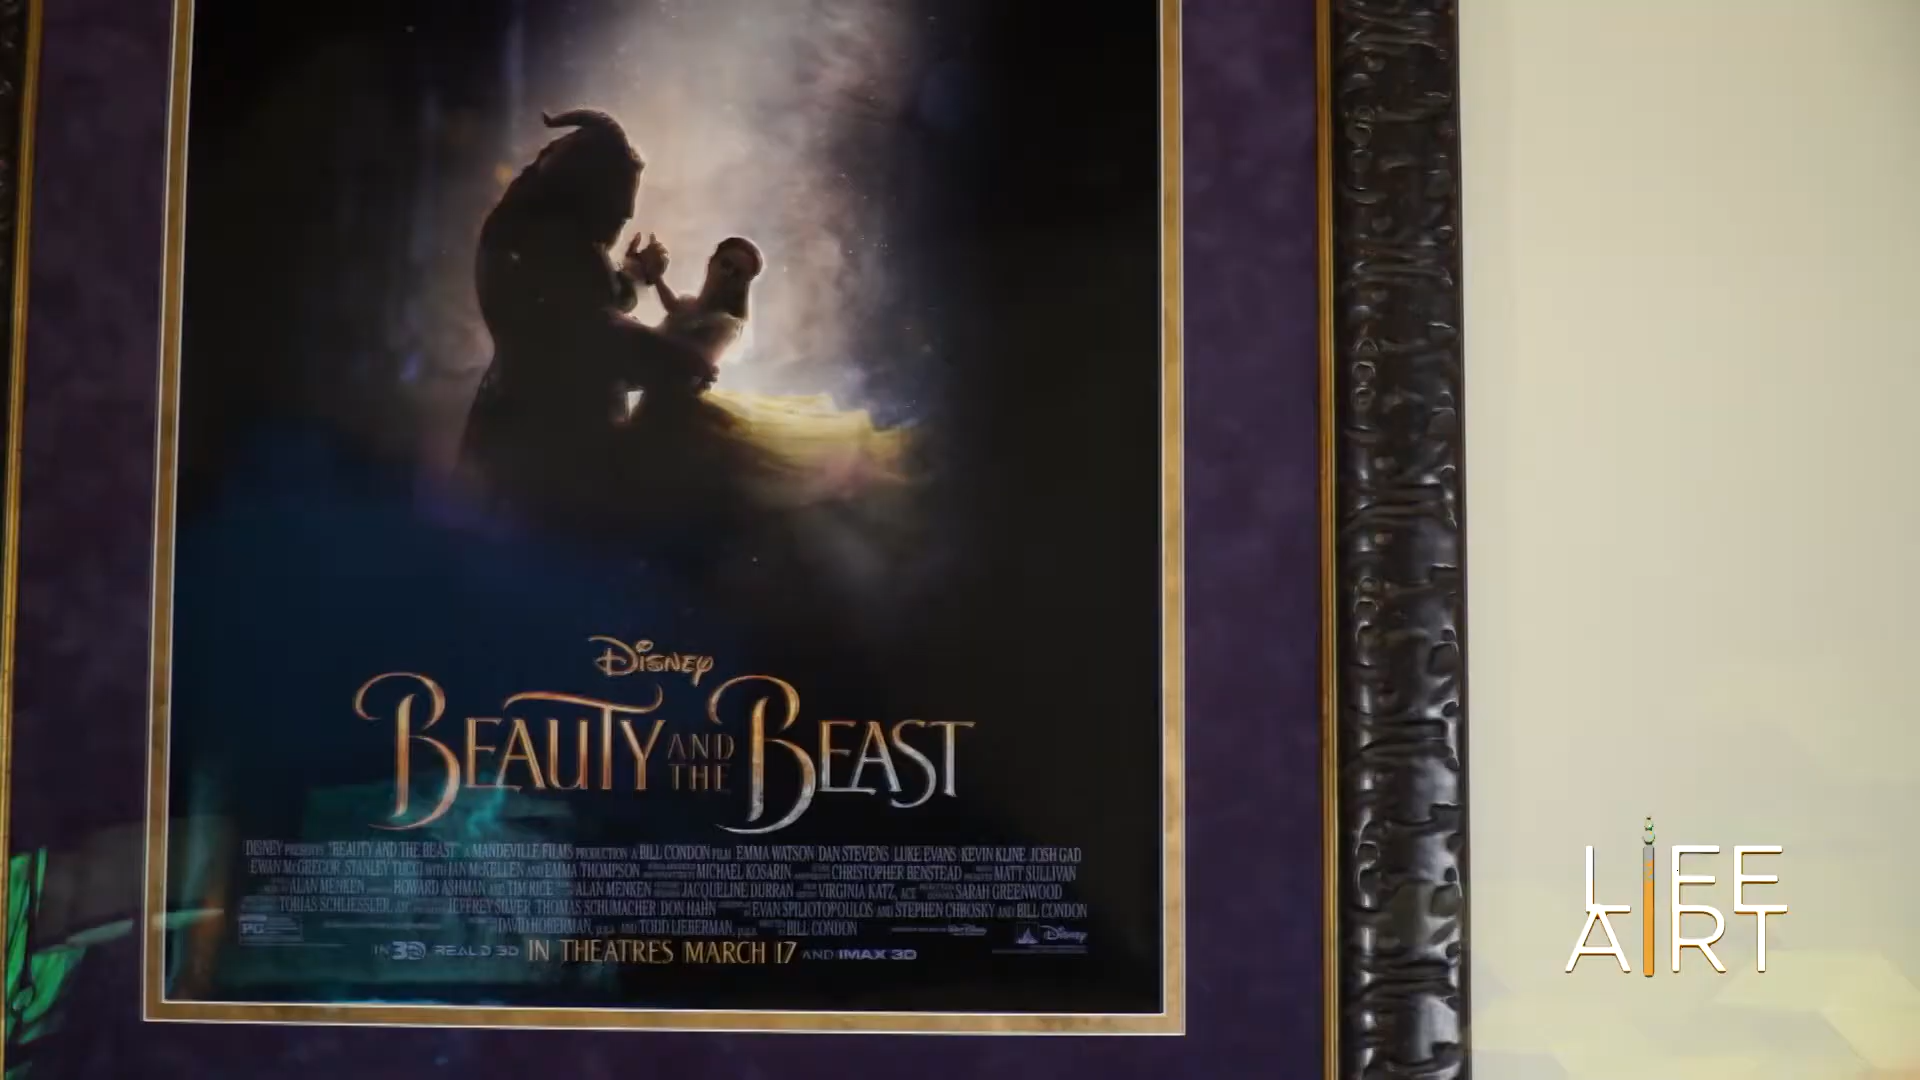 DISNEY
BEAUTY AND THE BEAST
DISNEY PRESENTS "BEAUTY AND THE BEAST" A MANDEVILLE FILMS PRODUCTION A BILL CONDON FILM EMMA WATSON DAN STEVENS LUKE EVANS KEVIN KLINE JOSH GAD
EWAN McGREGOR STANLEY TUCCI WITH IAN McKELLEN AND EMMA THOMPSON MICHAEL KOSARIN CHRISTOPHER BENSTEAD MATT SULLIVAN
ALAN MENKEN HOWARD ASHMAN AND TIM RICE ALAN MENKEN JACQUELINE DURRAN VIRGINIA KATZ, ACE SARAH GREENWOOD
TOBIAS SCHLIESSLER, ASC JEFFREY SILVER THOMAS SCHUMACHER DON HAHN EVAN SPILIOTOPOULOS AND STEPHEN CHBOSKY AND BILL CONDON
PG DAVID HOBERMAN, p.g.a. AND TODD LIEBERMAN, p.g.a. BILL CONDON Disney
IN 3D REAL D 3D IN THEATRES MARCH 17 AND IMAX 3D
LIFE
ART